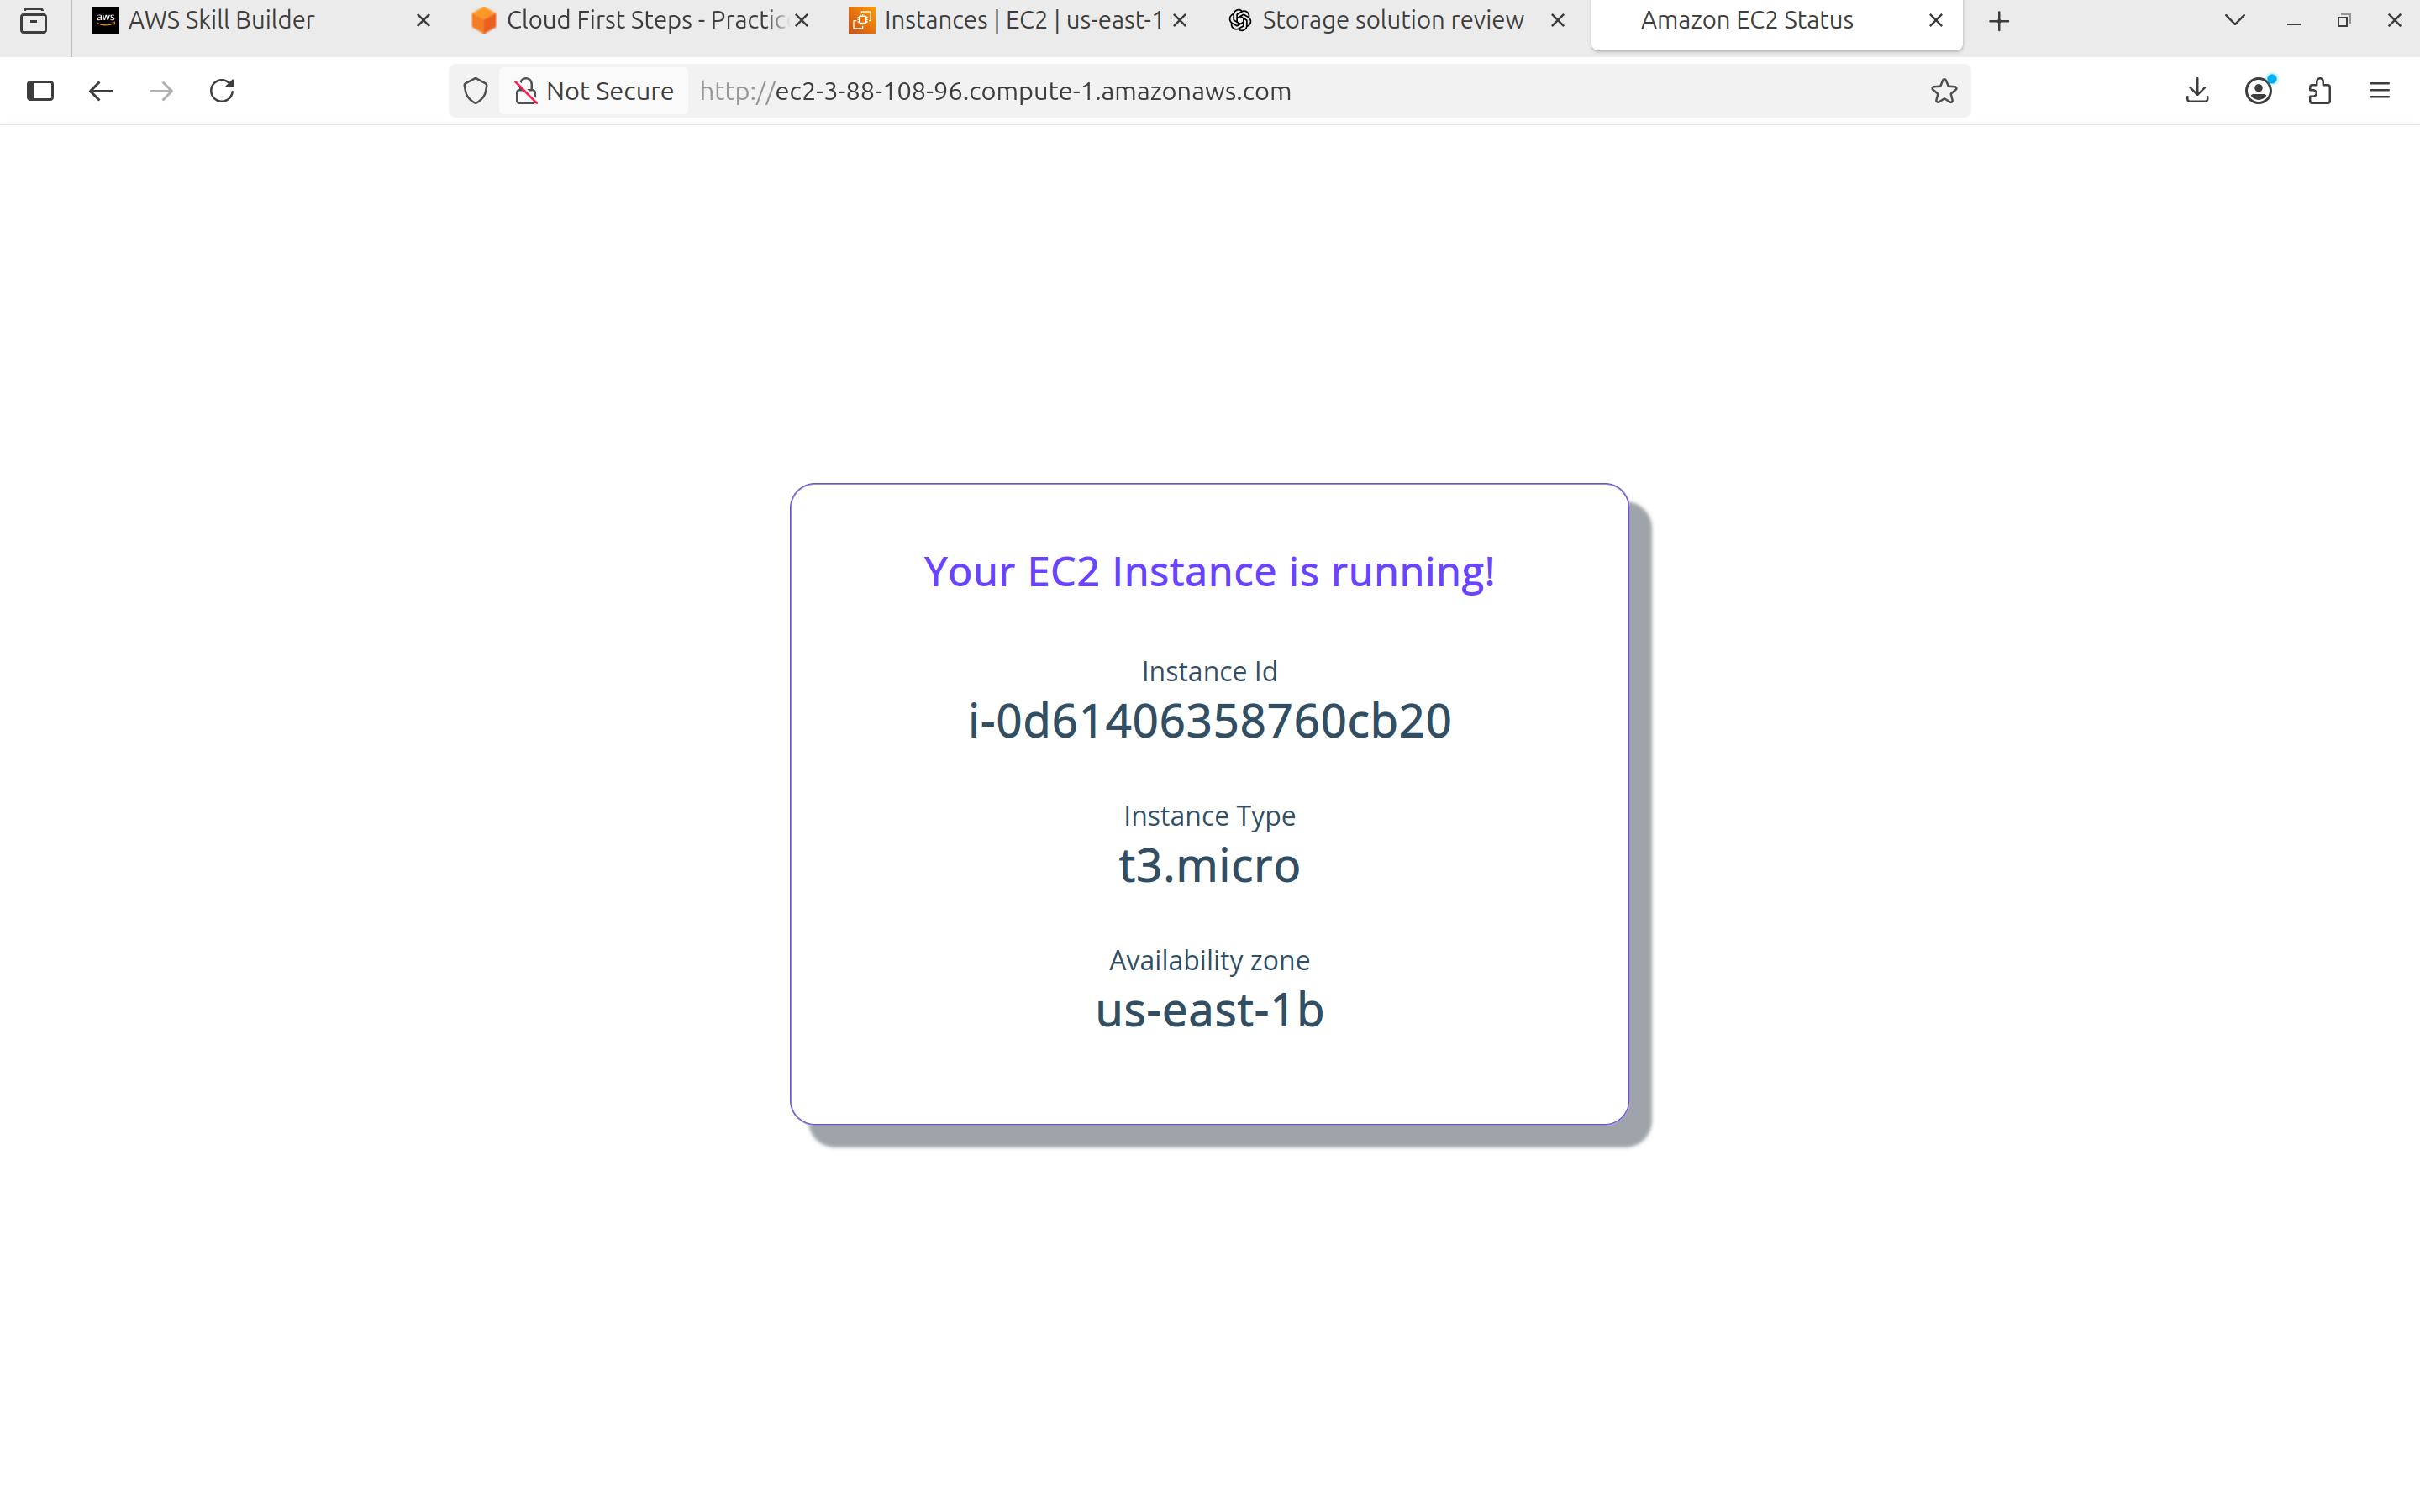 aws
AWS Skill Builder
Cloud First Steps - Practic
Instances | EC2 | us-east-1
Storage solution review
Amazon EC2 Status
Not Secure
http://ec2-3-88-108-96.compute-1.amazonaws.com
Your EC2 Instance is running!
Instance Id
i-0d61406358760cb20
Instance Type
t3.micro
Availability zone
us-east-1b